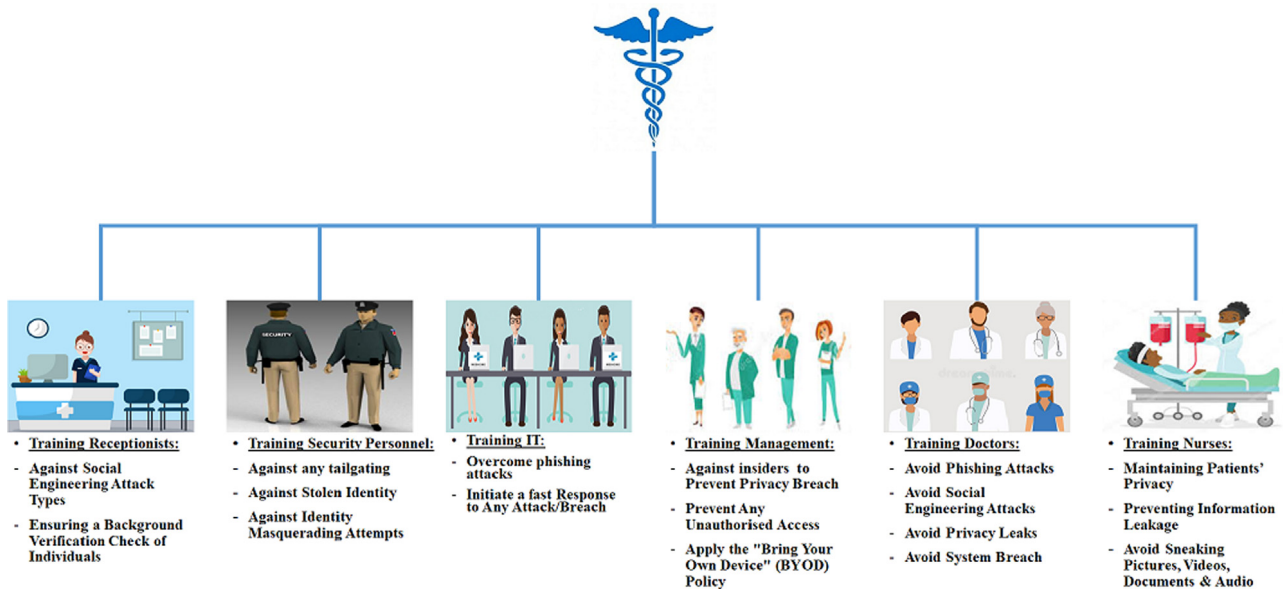 SECURITY
• Training Receptionists:
- Against Social
Engineering Attack
Types
- Ensuring a Background
Verification Check of
Individuals
• Training Security Personnel:
- Against any tailgating
- Against Stolen Identity
- Against Identity
Masquerading Attempts
• Training IT:
- Overcome phishing
attacks
- Initiate a fast Response
to Any Attack/Breach
• Training Management:
- Against insiders to
Prevent Privacy Breach
- Prevent Any
Unauthorised Access
- Apply the "Bring Your
Own Device" (BYOD)
Policy
• Training Doctors:
- Avoid Phishing Attacks
- Avoid Social
Engineering Attacks
- Avoid Privacy Leaks
- Avoid System Breach
• Training Nurses:
- Maintaining Patients'
Privacy
- Preventing Information
Leakage
- Avoid Sneaking
Pictures, Videos,
Documents & Audio